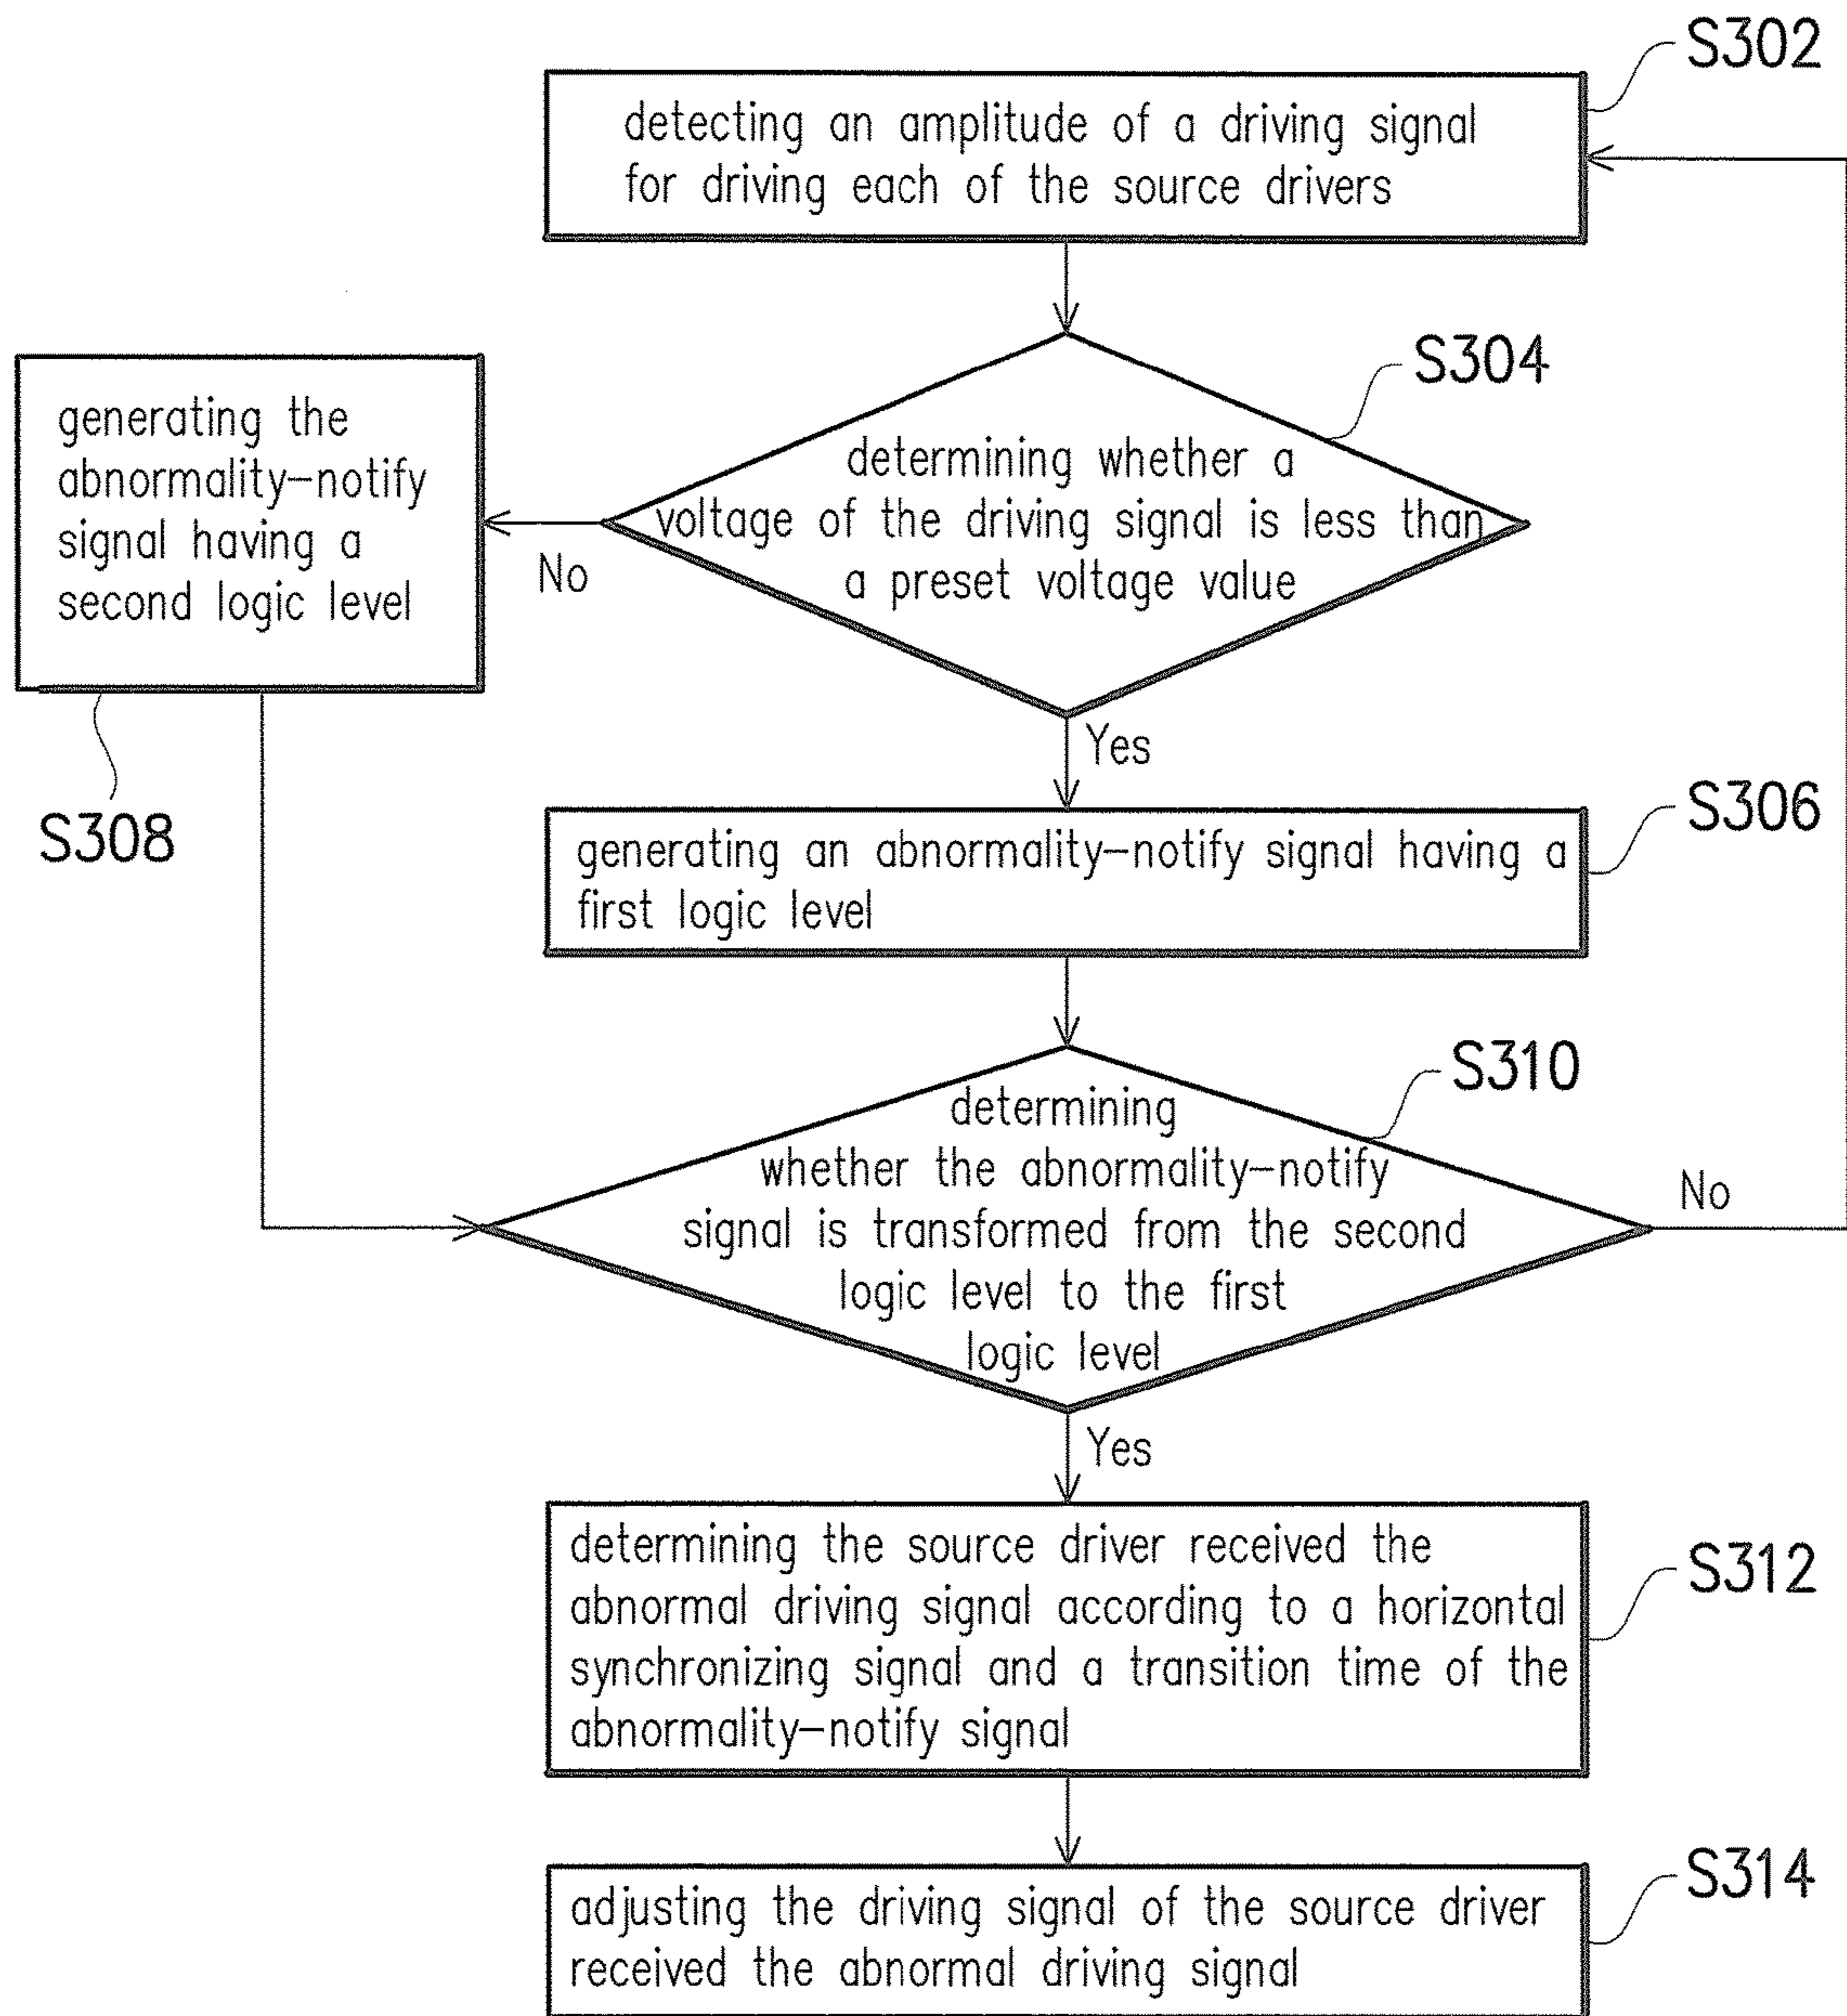 S302
detecting an amplitude of a driving signal
for driving each of the source drivers
S304
determining whether a
voltage of the driving signal is less than
a preset voltage value
No
generating the
abnormality-notify
signal having a
second logic level
S308
Yes
S306
generating an abnormality-notify signal having a
first logic level
S310
determining
whether the abnormality-notify
signal is transformed from the second
logic level to the first
logic level
No
Yes
S312
determining the source driver received the
abnormal driving signal according to a horizontal
synchronizing signal and a transition time of the
abnormality-notify signal
S314
adjusting the driving signal of the source driver
received the abnormal driving signal